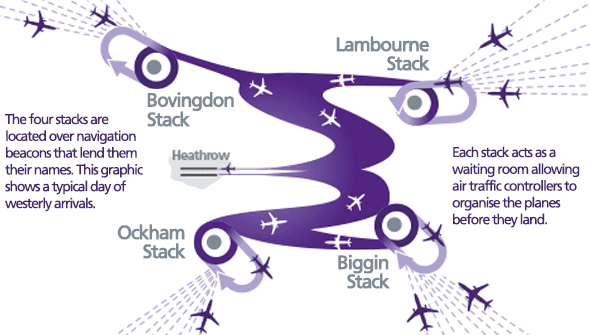 Lambourne
Stack
Bovingdon
Stack
The four stacks are
located over navigation
beacons that lend them
their names. This graphic
shows a typical day of
westerly arrivals.
Heathrow
Each stack acts as a
waiting room allowing
air traffic controllers to
organise the planes
before they land.
Ockham
Stack
Biggin
Stack